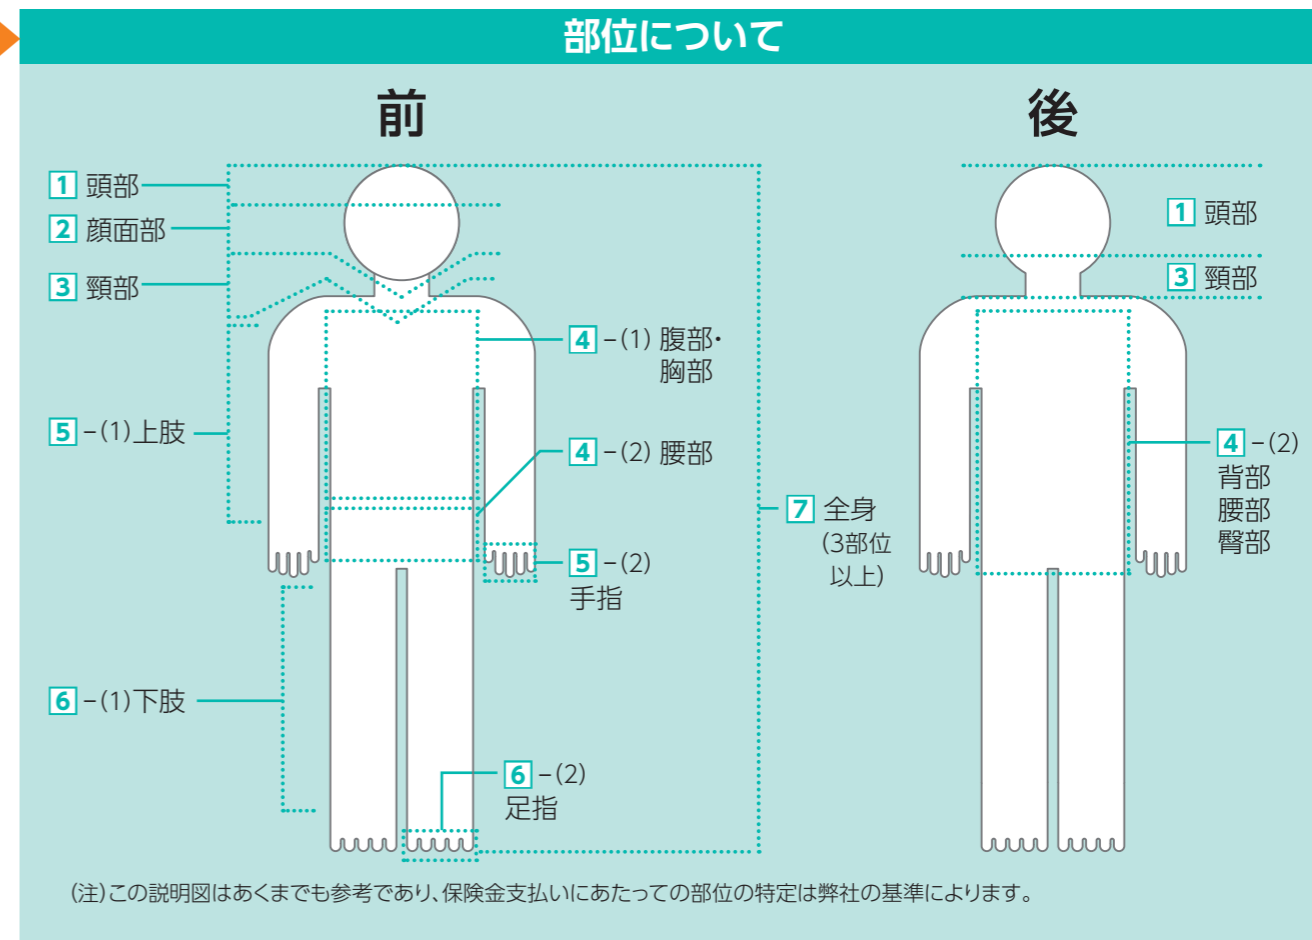 部位について
前
後
1 頭部
2 顔面部
3 頸部
4 −(1) 腹部・
胸部
5 −(1)上肢
4 −(2) 腰部
7 全身
(3部位
以上)
5 −(2)
手指
6 −(1)下肢
6 −(2)
足指
1 頭部
3 頸部
4 −(2)
背部
腰部
臀部
(注)この説明図はあくまでも参考であり、保険金支払いにあたっての部位の特定は弊社の基準によります。